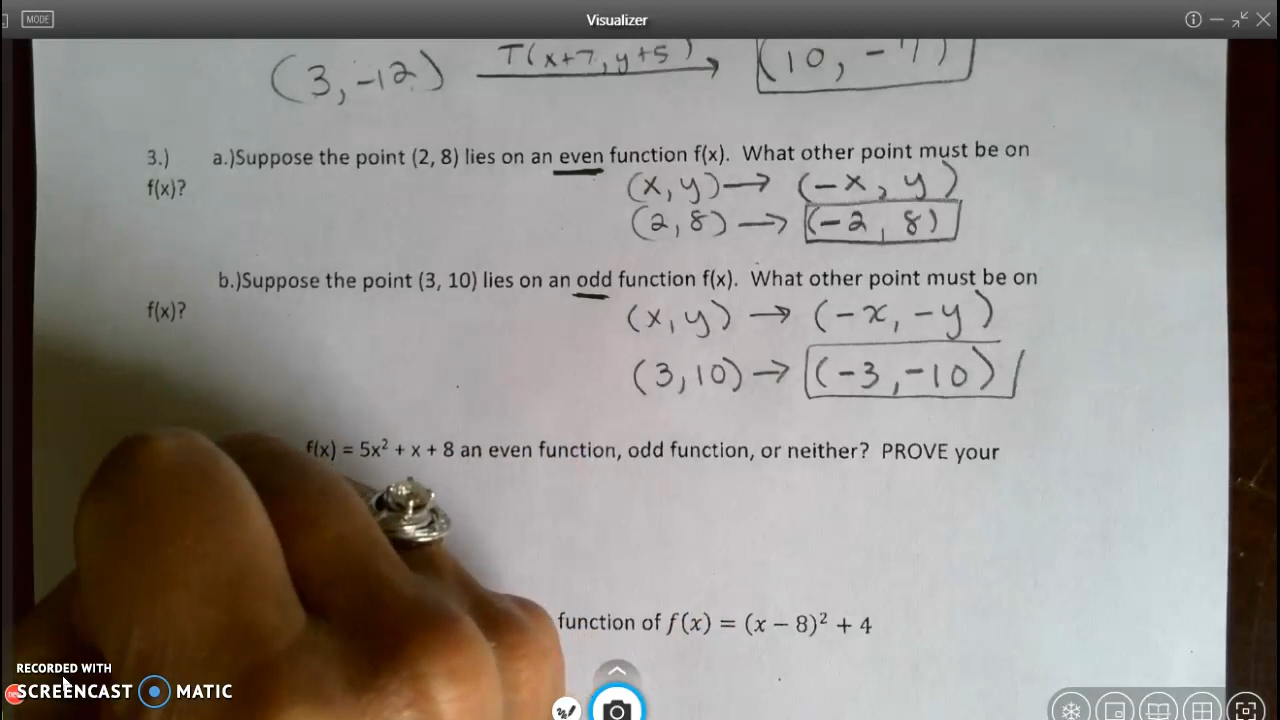 MODE
Visualizer
(3,-12) T(x+7, y+5) (10, -7)
3.) a.)Suppose the point (2, 8) lies on an even function f(x). What other point must be on
f(x)?
(x, y) → (-x, y)
(2, 8) → (-2, 8)
b.)Suppose the point (3, 10) lies on an odd function f(x). What other point must be on
f(x)?
(x, y) → (-x, -y)
(3, 10) → (-3, -10)
f(x) = 5x² + x + 8 an even function, odd function, or neither? PROVE your
function of f(x) = (x − 8)² + 4
RECORDED WITH
SCREENCAST MATIC